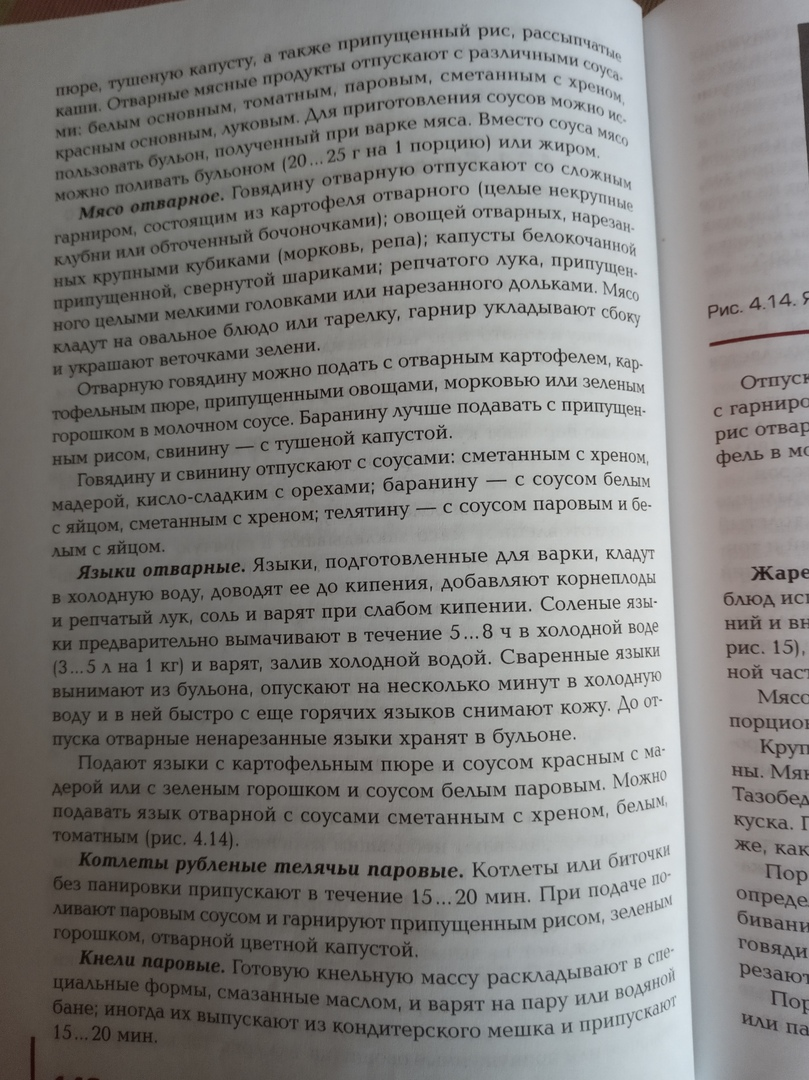 пюре, тушеную капусту, а также припущенный рис, рассыпчатые
каши. Отварные мясные продукты отпускают с различными соуса-
ми: белым основным, томатным, паровым, сметанным с хреном,
красным основным, луковым. Для приготовления соусов можно ис-
пользовать бульон, полученный при варке мяса. Вместо соуса мясо
можно поливать бульоном (20...25 г на 1 порцию) или жиром.
Мясо отварное. Говядину отварную отпускают со сложным
гарниром, состоящим из картофеля отварного (целые некрупные
клубни или обточенный бочоночками); овощей отварных, нарезан-
ных крупными кубиками (морковь, репа); капусты белокочанной
припущенной, свернутой шариками; репчатого лука, припущен-
ного целыми мелкими головками или нарезанного дольками. Мясо
кладут на овальное блюдо или тарелку, гарнир укладывают сбоку
и украшают веточками зелени.
Отварную говядину можно подать с отварным картофелем, кар-
тофельным пюре, припущенными овощами, морковью или зеленым
горошком в молочном соусе. Баранину лучше подавать с припущен-
ным рисом, свинину — с тушеной капустой.
Говядину и свинину отпускают с соусами: сметанным с хреном,
мадерой, кисло-сладким с орехами; баранину — с соусом белым
с яйцом, сметанным с хреном; телятину — с соусом паровым и бе-
лым с яйцом.
Языки отварные. Языки, подготовленные для варки, кладут
в холодную воду, доводят ее до кипения, добавляют корнеплоды
и репчатый лук, соль и варят при слабом кипении. Соленые язы-
ки предварительно вымачивают в течение 5...8 ч в холодной воде
(3...5 л на 1 кг) и варят, залив холодной водой. Сваренные языки
вынимают из бульона, опускают на несколько минут в холодную
воду и в ней быстро с еще горячих языков снимают кожу. До от-
пуска отварные ненарезанные языки хранят в бульоне.
Подают языки с картофельным пюре и соусом красным с ма-
дерой или с зеленым горошком и соусом белым паровым. Можно
подавать язык отварной с соусами сметанным с хреном, белым,
томатным (рис. 4.14).
Котлеты рубленые телячьи паровые. Котлеты или биточки
без панировки припускают в течение 15...20 мин. При подаче по-
ливают паровым соусом и гарнируют припущенным рисом, зеленым
горошком, отварной цветной капустой.
Кнели паровые. Готовую кнельную массу раскладывают в спе-
циальные формы, смазанные маслом, и варят на пару или водяной
бане; иногда их выпускают из кондитерского мешка и припускают
15...20 мин.
Рис. 4.14. Я
Отпуск
с гарниро
рис отвар
фель в мо
Жаре
блюд исп
ний и вн
рис. 15),
ной част
Мясо
порцион
Круп
ны. Мяк
Тазобед
куска. П
же, как
Пор
опреде
бивани
говяди
резают
Пор
или па